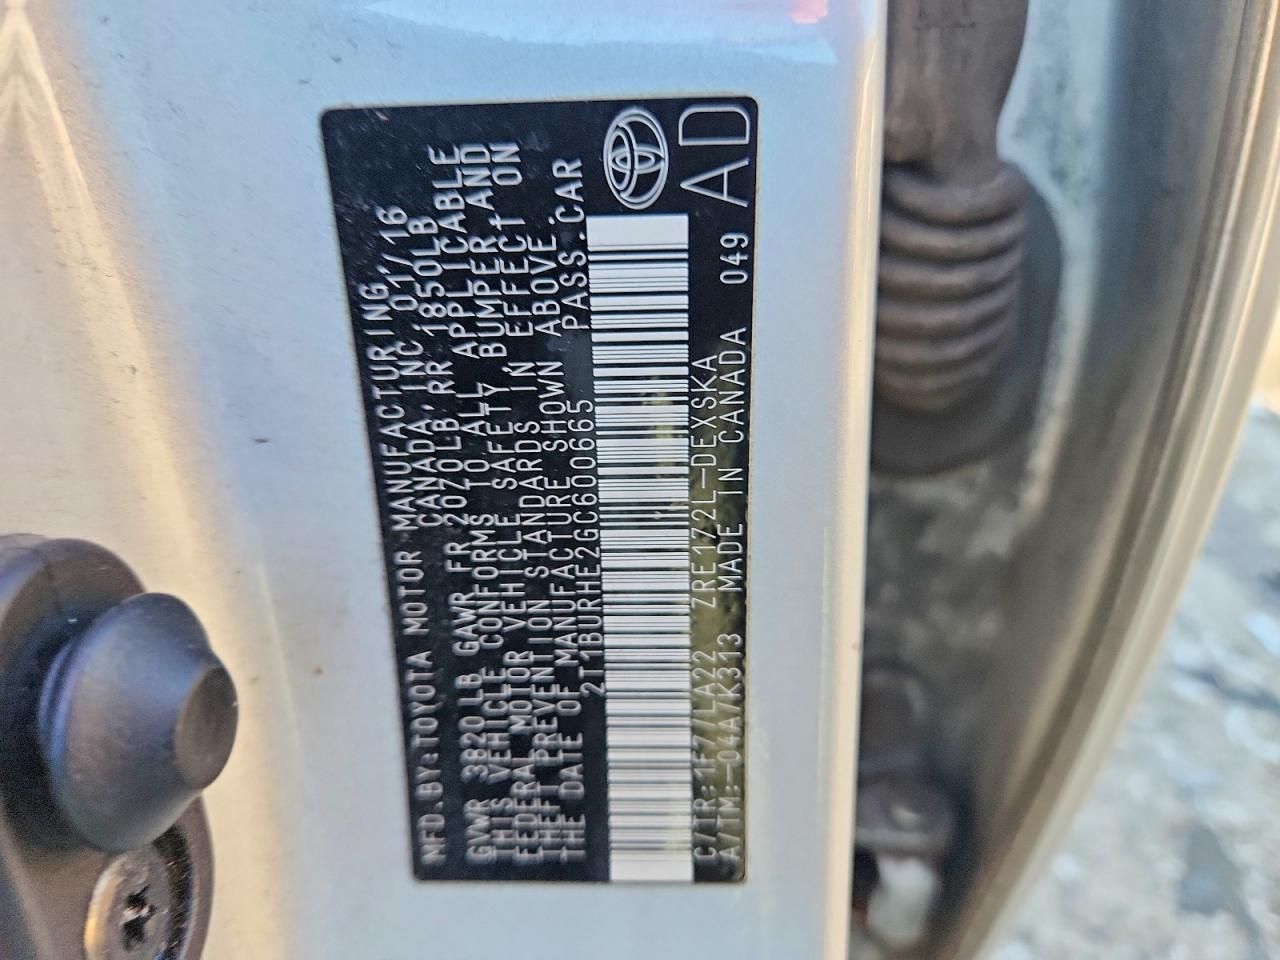 MFD.BY:TOYOTA MOTOR MANUFACTURING,
CANADA, INC. 01/16
GVWR 3820 LB GAWR FR 2070LB, RR 1850LB
THIS VEHICLE CONFORMS TO ALL APPLICABLE
FEDERAL MOTOR VEHICLE SAFETY, BUMPER AND
THEFT PREVENTION STANDARDS IN EFFECT ON
THE DATE OF MANUFACTURE SHOWN ABOVE.
2T1BURHE2GC600665 PASS.CAR
C/TR:1F7/LA22 ZRE172L-DEXSKA 049
A/TM:-04A/K313 MADE IN CANADA AD